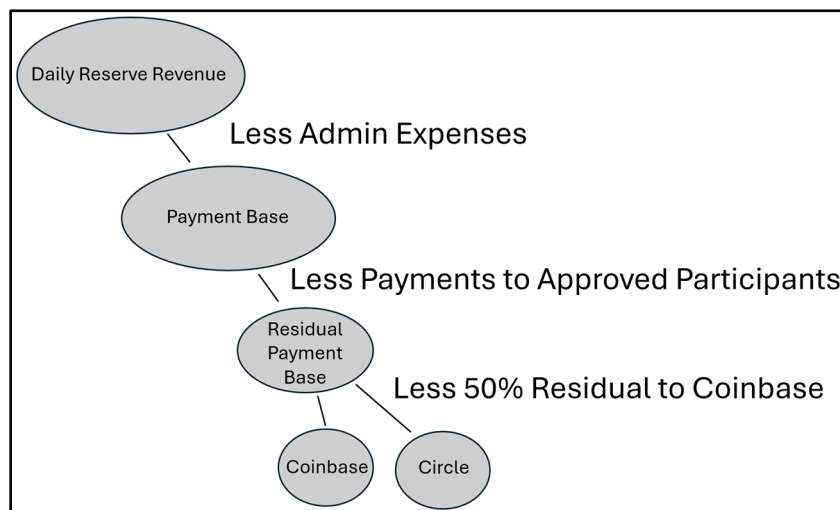 Daily Reserve Revenue
Less Admin Expenses
Payment Base
Less Payments to Approved Participants
Residual
Payment
Base
Less 50% Residual to Coinbase
Coinbase
Circle